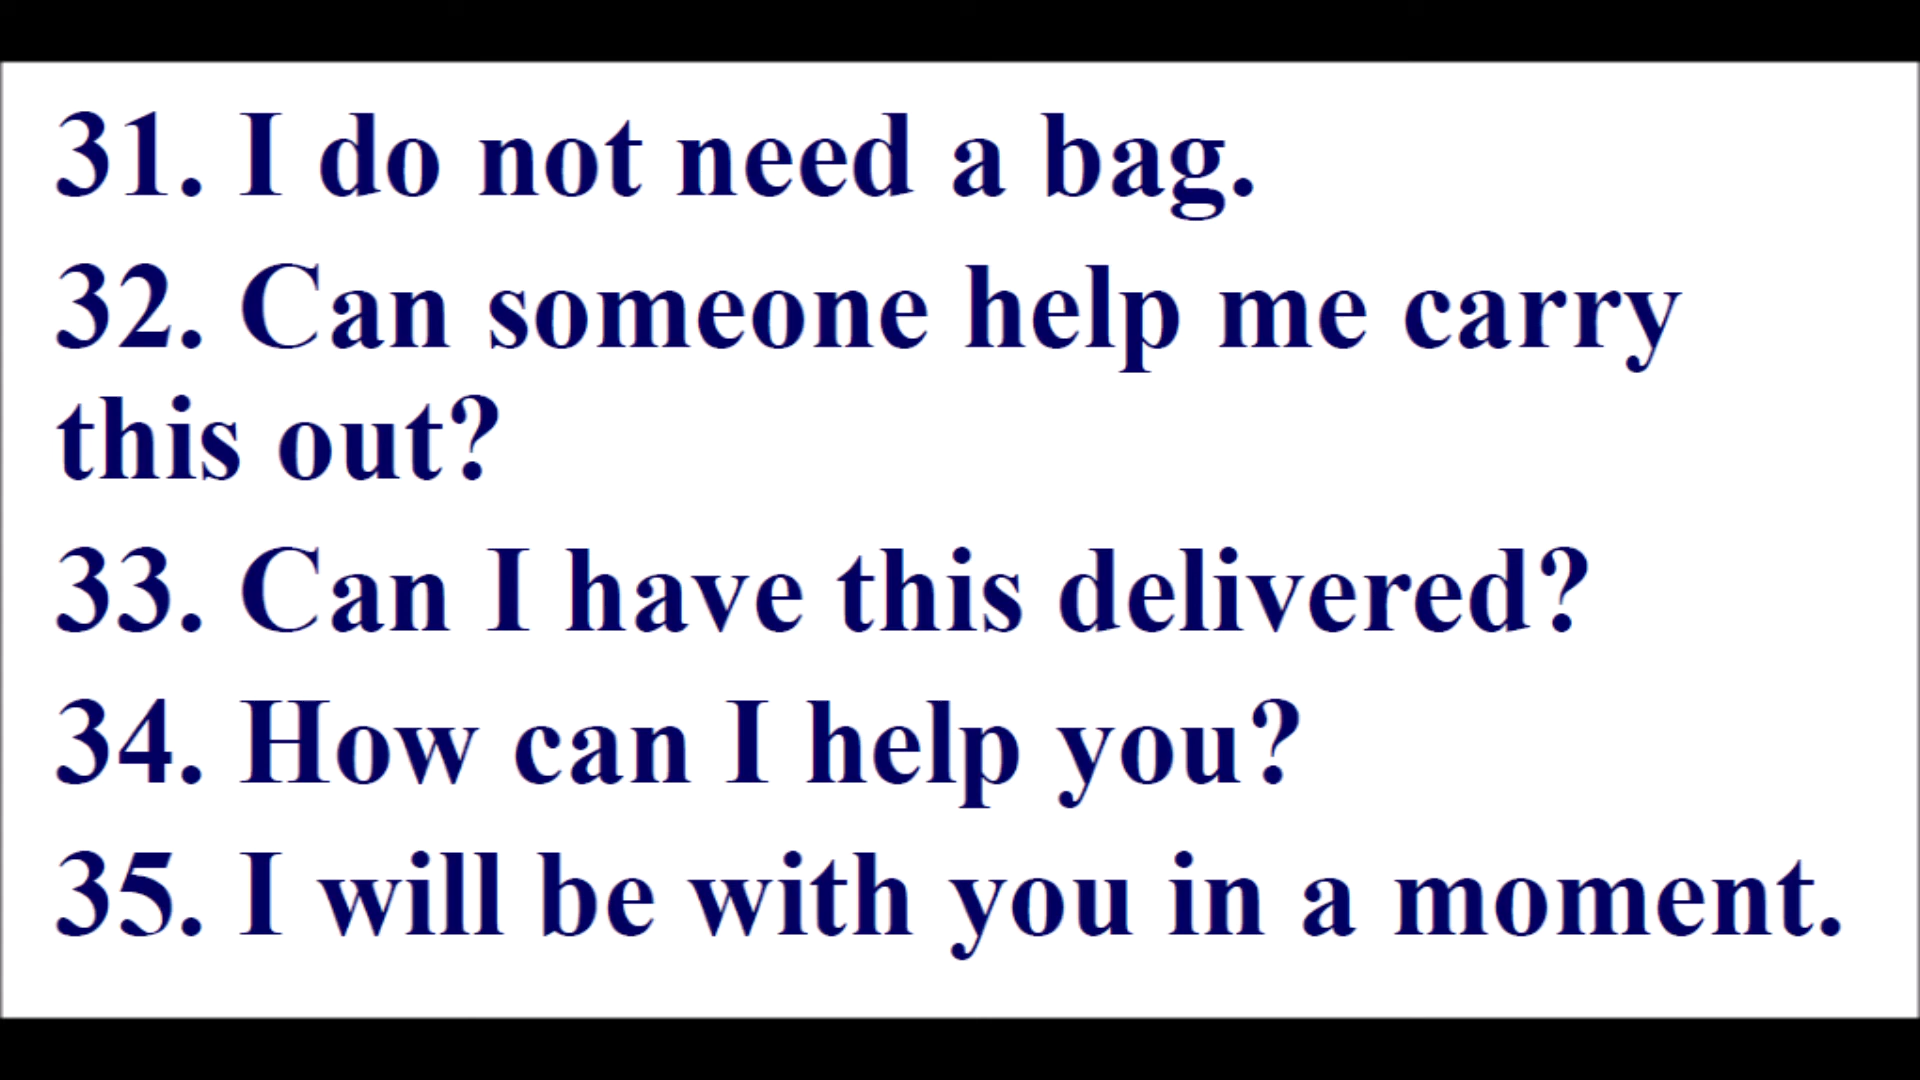 31. I do not need a bag.
32. Can someone help me carry
this out?
33. Can I have this delivered?
34. How can I help you?
35. I will be with you in a moment.